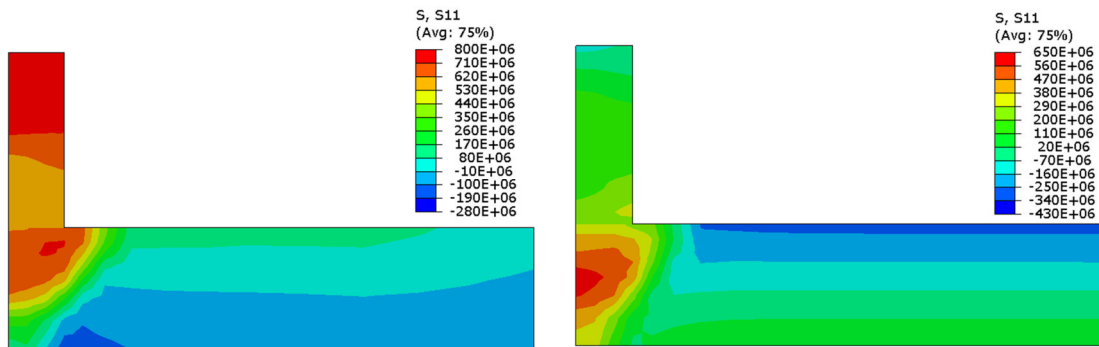 S, S11
(Avg: 75%)
800E+06
710E+06
620E+06
530E+06
440E+06
350E+06
260E+06
170E+06
80E+06
-10E+06
-100E+06
-190E+06
-280E+06
S, S11
(Avg: 75%)
650E+06
560E+06
470E+06
380E+06
290E+06
200E+06
110E+06
20E+06
-70E+06
-160E+06
-250E+06
-340E+06
-430E+06